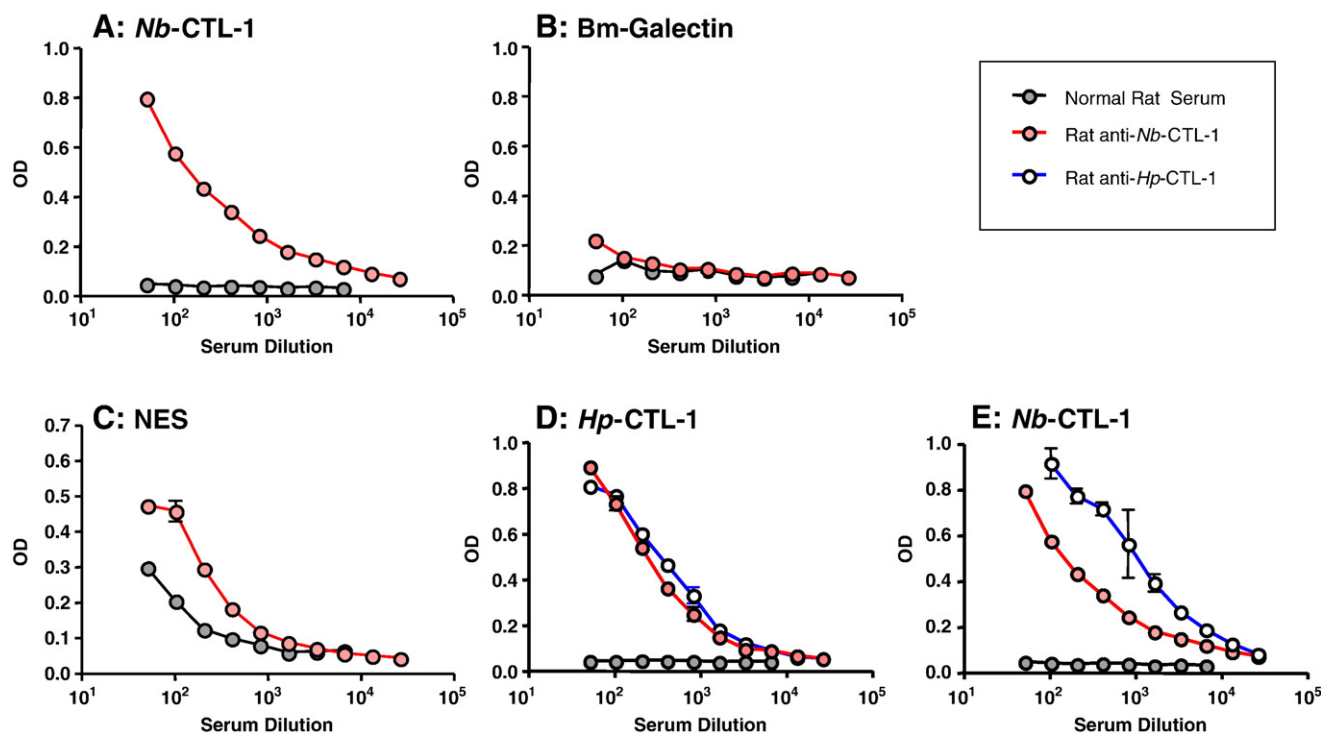 A: Nb-CTL-1
1.0
0.8
0.6
0.4
0.2
0.0
OD
10¹ 10² 10³ 10⁴ 10⁵
Serum Dilution
B: Bm-Galectin
1.0
0.8
0.6
0.4
0.2
0.0
OD
10¹ 10² 10³ 10⁴ 10⁵
Serum Dilution
Normal Rat Serum
Rat anti-Nb-CTL-1
Rat anti-Hp-CTL-1
C: NES
0.7
0.6
0.5
0.4
0.3
0.2
0.1
0.0
OD
10¹ 10² 10³ 10⁴ 10⁵
Serum Dilution
D: Hp-CTL-1
1.0
0.8
0.6
0.4
0.2
0.0
OD
10¹ 10² 10³ 10⁴ 10⁵
Serum Dilution
E: Nb-CTL-1
1.0
0.8
0.6
0.4
0.2
0.0
OD
10¹ 10² 10³ 10⁴ 10⁵
Serum Dilution